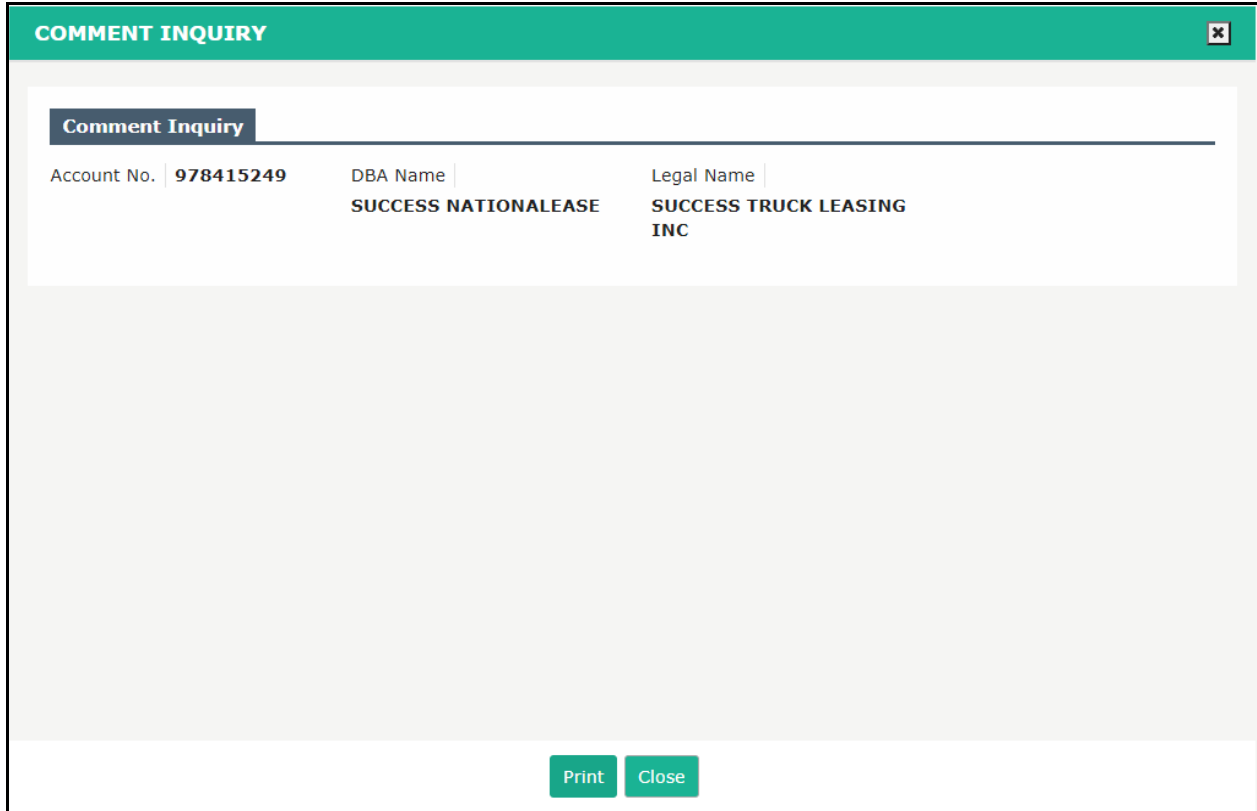 COMMENT INQUIRY
Comment Inquiry
Account No. 978415249 DBA Name Legal Name
SUCCESS NATIONALEASE SUCCESS TRUCK LEASING
INC
Print Close